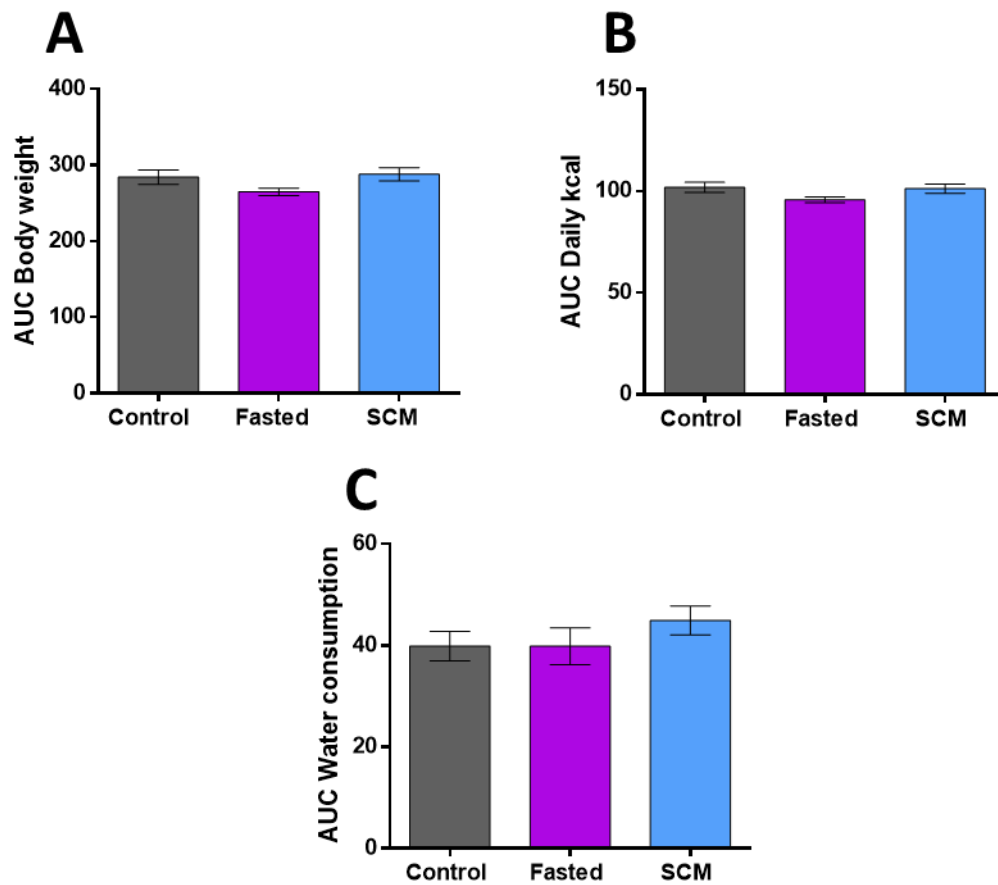 A
AUC Body weight
400
300
200
100
0
Control Fasted SCM
B
AUC Daily kcal
150
100
50
0
Control Fasted SCM
C
AUC Water consumption
60
40
20
0
Control Fasted SCM